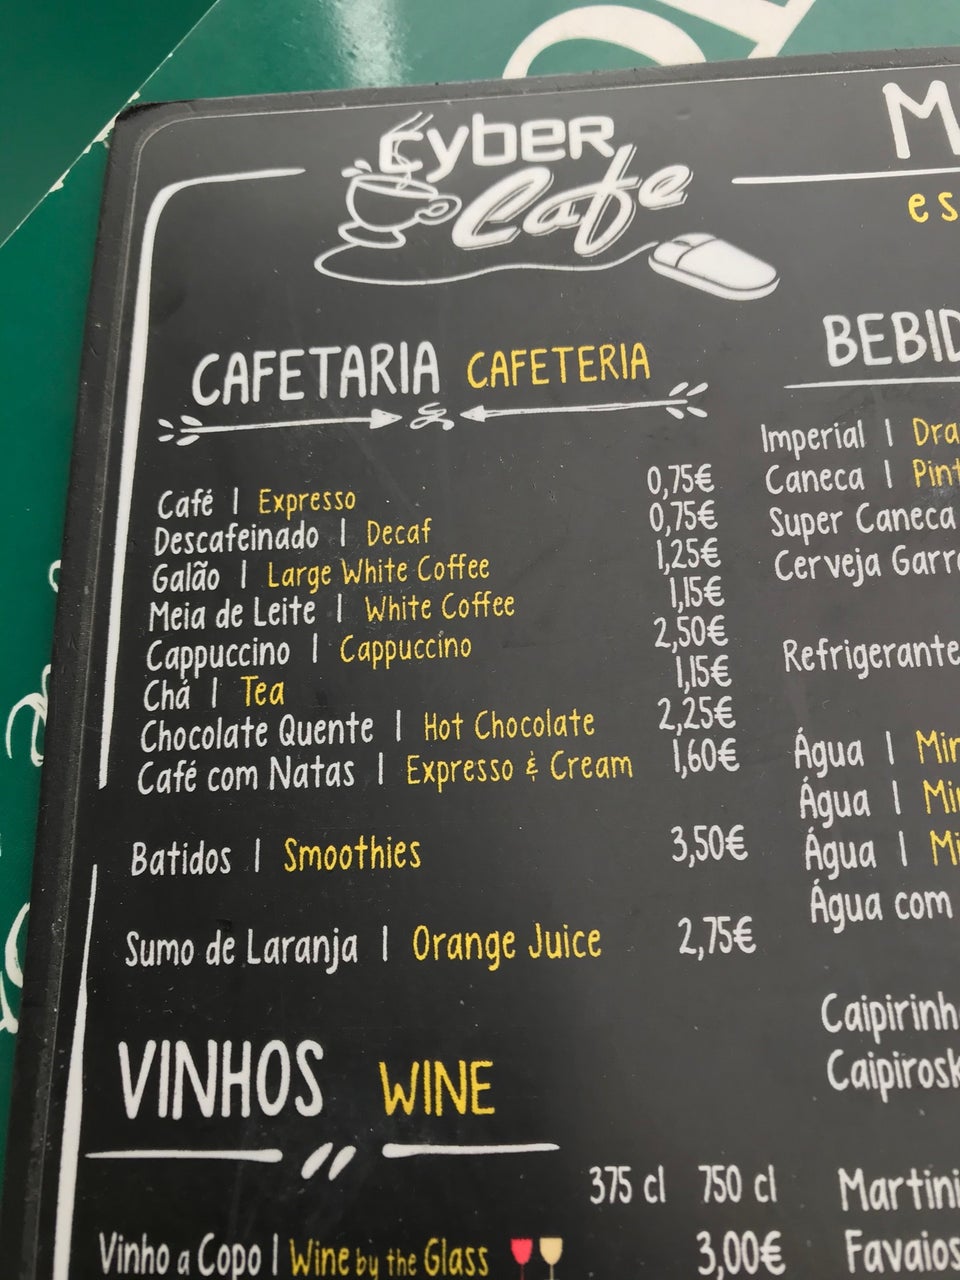 cyber
Cafe
CAFETARIA CAFETERIA
Café | Expresso 0,75€
Descafeinado | Decaf 0,75€
Galão | Large White Coffee 1,25€
Meia de Leite | White Coffee 1,15€
Cappuccino | Cappuccino 2,50€
Chá | Tea 1,15€
Chocolate Quente | Hot Chocolate 2,25€
Café com Natas | Expresso & Cream 1,60€
Batidos | Smoothies 3,50€
Sumo de Laranja | Orange Juice 2,75€
VINHOS WINE
375 cl 750 cl
Vinho a Copo | Wine by the Glass 3,00€
M
es
BEBID
Imperial | Dra
Caneca | Pint
Super Caneca
Cerveja Garr
Refrigerante
Água | Min
Água | Mi
Água | Mi
Água com
Caipirinh
Caipirosk
Martini
Favaios